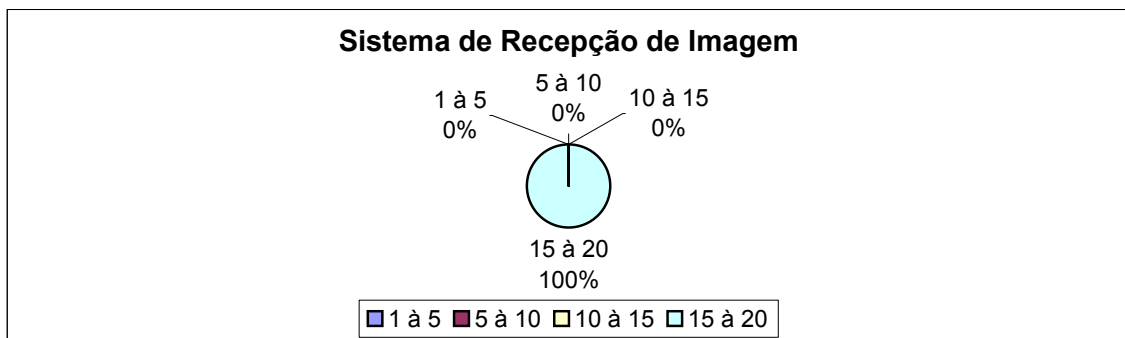 Sistema de Recepção de Imagem
5 à 10
0%
1 à 5
0%
10 à 15
0%
15 à 20
100%
1 à 5 5 à 10 10 à 15 15 à 20